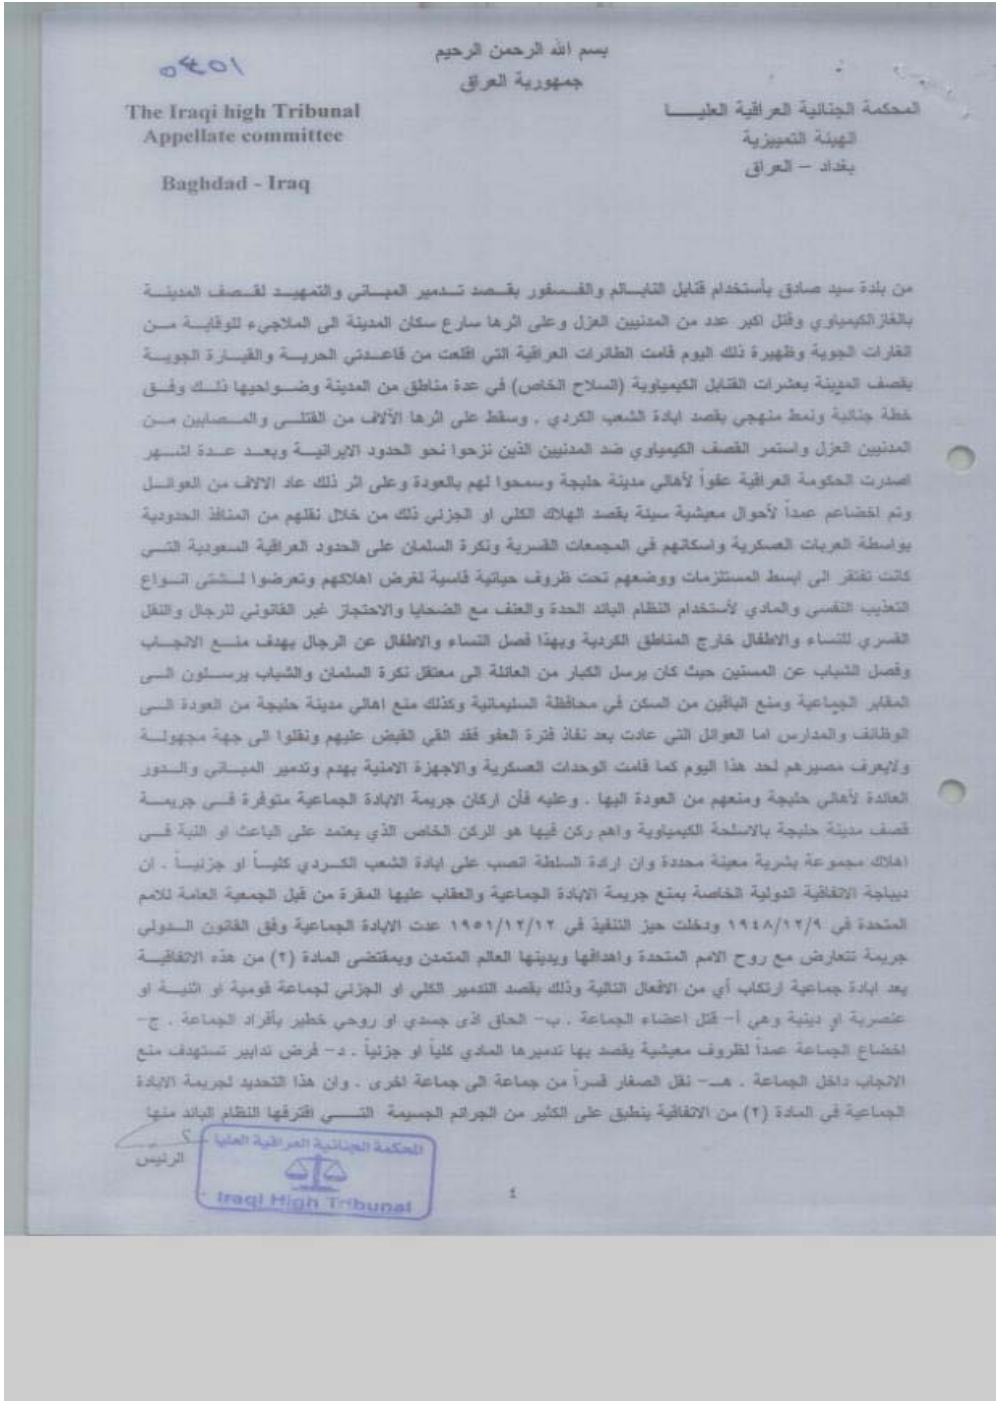 بسم الله الرحمن الرحيم
جمهورية العراق
The Iraqi high Tribunal
Appellate committee
Baghdad - Iraq
المحكمة الجنائية العراقية العليـــــا
الهيئة التمييزية
بغداد – العراق
من بلدة سيد صادق بأستخدام قنابل النابالم والفسفور بقصد تدمير المباني والتمهيد لقصف المدينة
بالغاز الكيمياوي وقتل اكبر عدد من المدنيين العزل وعلى اثرها سارع سكان المدينة الى الملاجيء للوقاية من
الغارات الجوية وظهيرة ذلك اليوم قامت الطائرات العراقية التي اقلعت من قاعدتي الحرية والقيارة الجوية
بقصف المدينة بعشرات القنابل الكيمياوية (السلاح الخاص) في عدة مناطق من المدينة وضواحيها ذلك وفق
خطة جنائية ونمط منهجي بقصد ابادة الشعب الكردي . وسقط على اثرها الآلاف من القتلى والمصابين من
المدنيين العزل واستمر القصف الكيمياوي ضد المدنيين الذين نزحوا نحو الحدود الايرانية وبعد عدة اشهر
اصدرت الحكومة العراقية عفواً لأهالي مدينة حلبجة وسمحوا لهم بالعودة وعلى اثر ذلك عاد الالاف من العوائل
وتم اخضاعم عمداً لأحوال معيشية سيئة بقصد الهلاك الكلي او الجزئي ذلك من خلال نقلهم من المنافذ الحدودية
بواسطة العربات العسكرية واسكانهم في المجمعات القسرية ونكرة السلمان على الحدود العراقية السعودية التي
كانت تفتقر الى ابسط المستلزمات ووضعهم تحت ظروف حياتية قاسية لغرض اهلاكهم وتعرضوا لشتى انواع
التعذيب النفسي والمادي لأستخدام النظام البائد الحدة والعنف مع الضحايا والاحتجاز غير القانوني للرجال والنقل
القسري للنساء والاطفال خارج المناطق الكردية وبهذا فصل النساء والاطفال عن الرجال بهدف منع الانجاب
وفصل الشباب عن المسنين حيث كان يرسل الكبار من العائلة الى معتقل نكرة السلمان والشباب يرسلون الى
المقابر الجماعية ومنع الباقين من السكن في محافظة السليمانية وكذلك منع اهالي مدينة حلبجة من العودة الى
الوظائف والمدارس اما العوائل التي عادت بعد نفاذ فترة العفو فقد القي القبض عليهم ونقلوا الى جهة مجهولة
ولايعرف مصيرهم لحد هذا اليوم كما قامت الوحدات العسكرية والاجهزة الامنية بهدم وتدمير المباني والدور
العائدة لأهالي حلبجة ومنعهم من العودة اليها . وعليه فأن اركان جريمة الابادة الجماعية متوفرة في جريمة
قصف مدينة حلبجة بالاسلحة الكيمياوية واهم ركن فيها هو الركن الخاص الذي يعتمد على الباعث او النية في
اهلاك مجموعة بشرية معينة محددة وان ارادة السلطة انصب على ابادة الشعب الكردي كلياً او جزئياً . ان
ديباجة الاتفاقية الدولية الخاصة بمنع جريمة الابادة الجماعية والعقاب عليها المقرة من قبل الجمعية العامة للامم
المتحدة في ١٩٤٨/١٢/٩ ودخلت حيز التنفيذ في ١٩٥١/١٢/١٢ عدت الابادة الجماعية وفق القانون الدولي
جريمة تتعارض مع روح الامم المتحدة واهدافها ويدينها العالم المتمدن وبمقتضى المادة (٢) من هذه الاتفاقية
يعد ابادة جماعية ارتكاب أي من الافعال التالية وذلك بقصد التدمير الكلي او الجزئي لجماعة قومية او اثنية او
عنصرية او دينية وهي أ– قتل اعضاء الجماعة . ب– الحاق اذى جسدي او روحي خطير بأفراد الجماعة . ج–
اخضاع الجماعة عمداً لظروف معيشية يقصد بها تدميرها المادي كلياً او جزئياً . د– فرض تدابير تستهدف منع
الانجاب داخل الجماعة . هـ– نقل الصغار قسراً من جماعة الى جماعة اخرى . وان هذا التحديد لجريمة الابادة
الجماعية في المادة (٢) من الاتفاقية ينطبق على الكثير من الجرائم الجسيمة التي اقترفها النظام البائد منها
الرئيس
المحكمة الجنائية العراقية العليا
Iraqi High Tribunal
٤